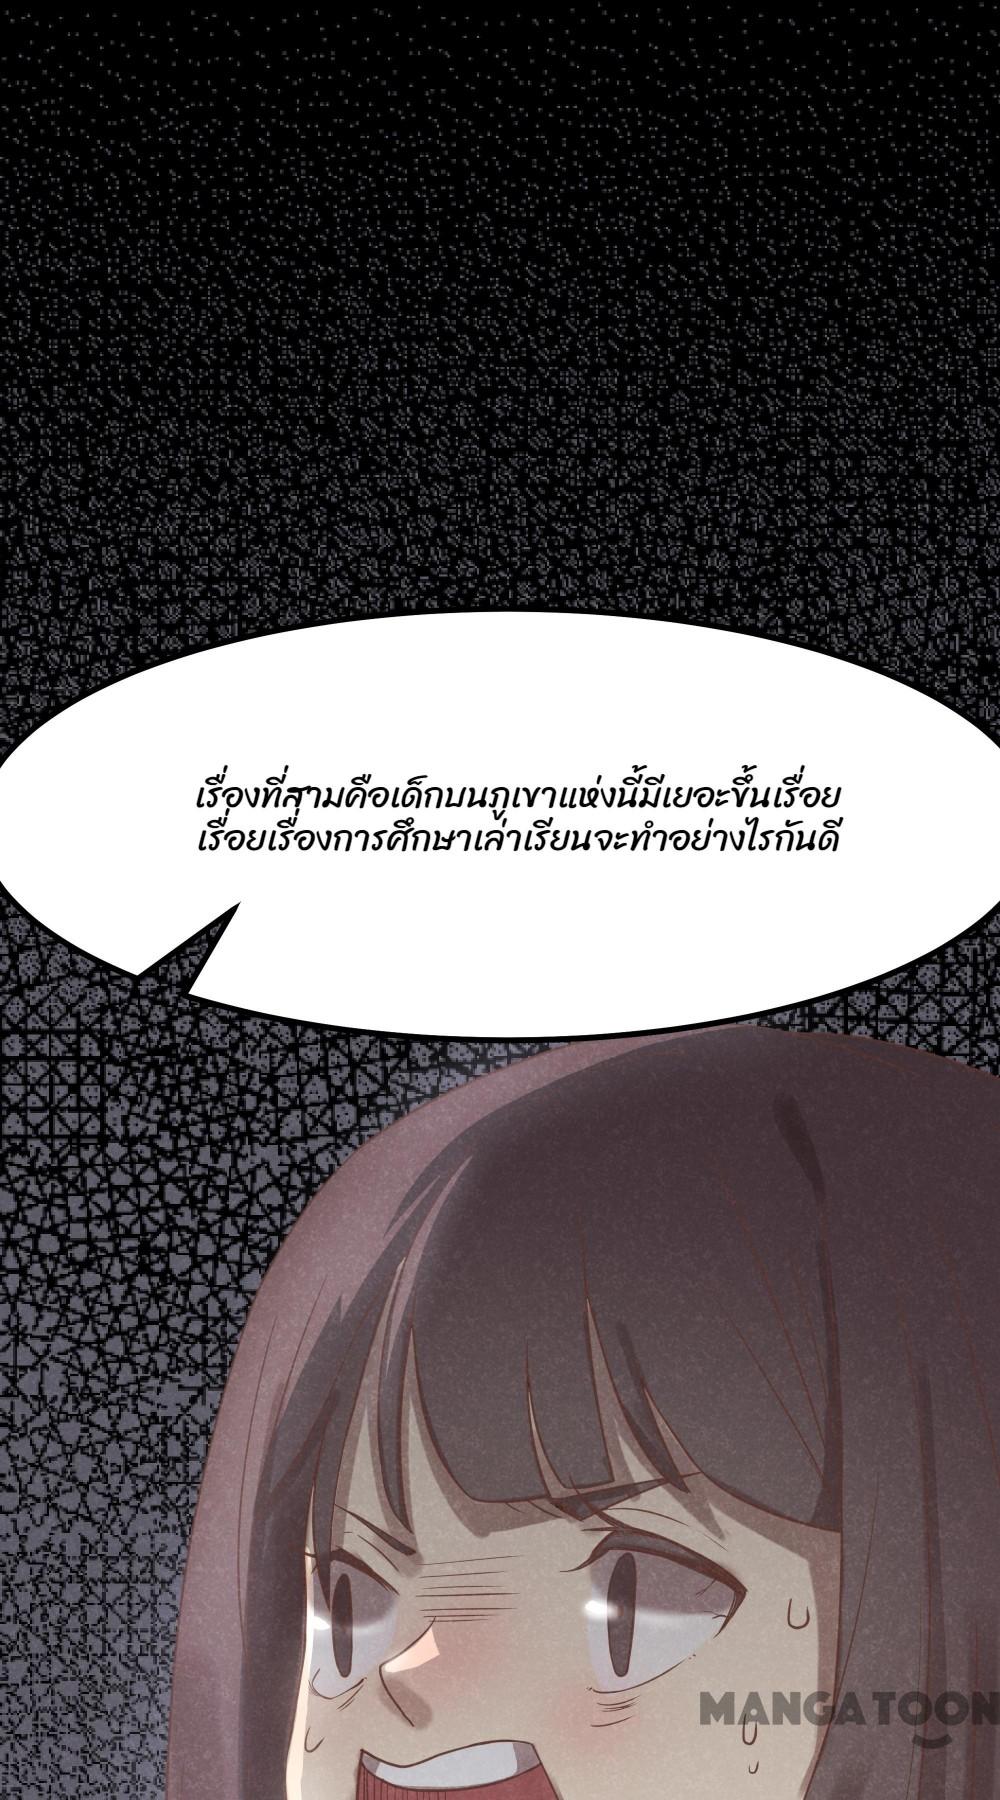 เรื่องที่สามคือเด็กบนภูเขาแห่งนี้มีเยอะขึ้นเรื่อย
เรื่อยเรื่องการศึกษาเล่าเรียนจะทำอย่างไรกันดี
MANGATOON